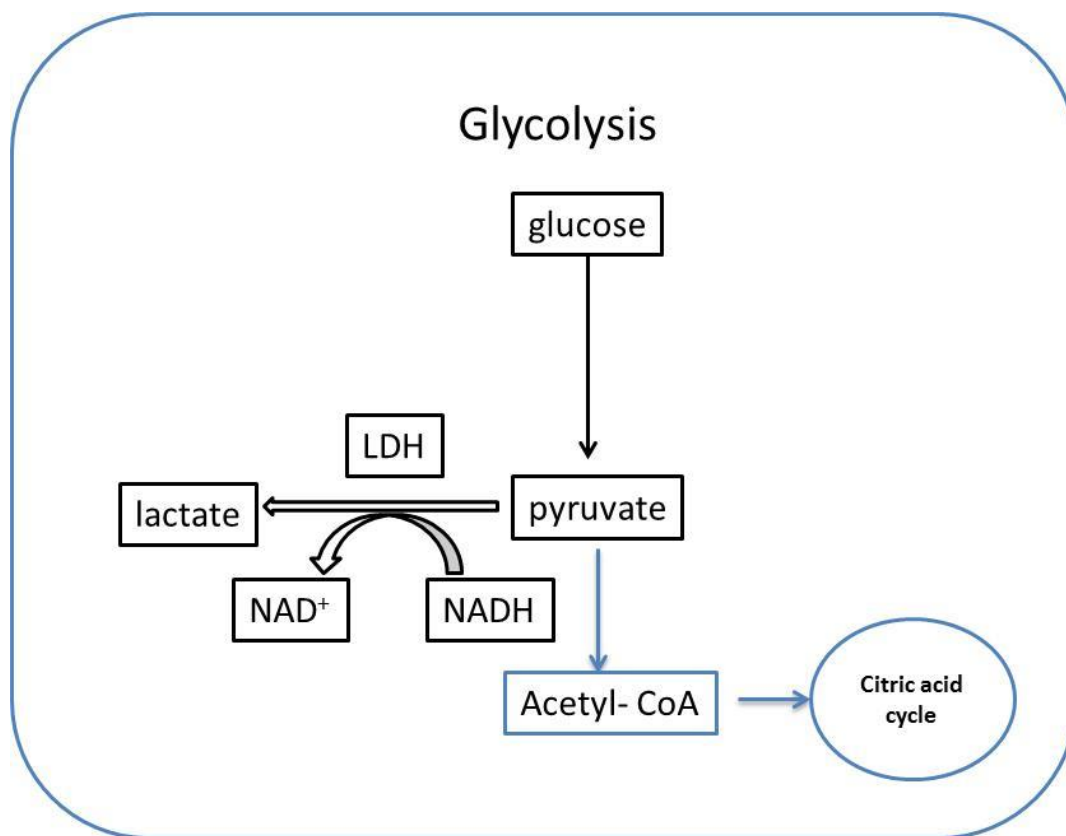 Glycolysis
glucose
LDH
lactate
pyruvate
NAD⁺
NADH
Acetyl- CoA
Citric acid
cycle